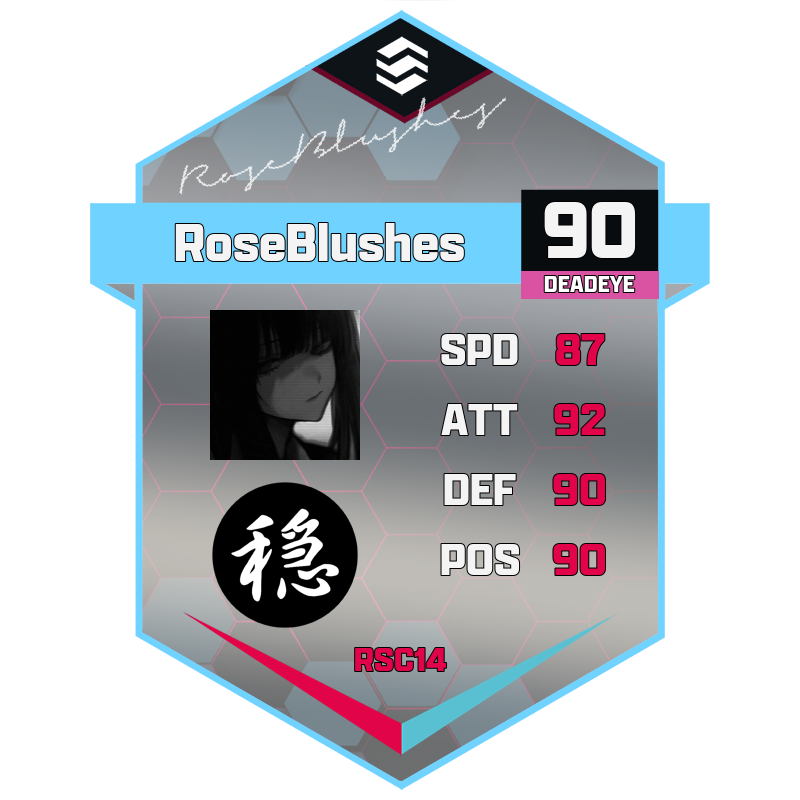 RoseBlushes
RoseBlushes
90
DEADEYE
SPD 87
ATT 92
DEF 90
POS 90
穏
RSC14